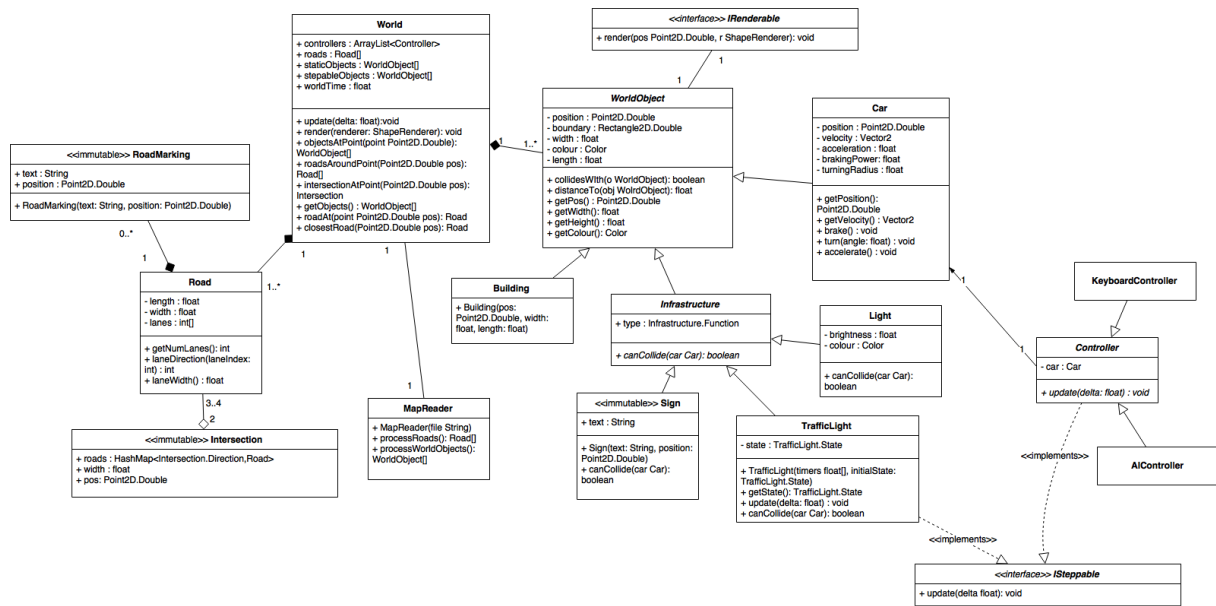 <<interface>> IRenderable
+ render(pos Point2D.Double, r ShapeRenderer): void
1
World
+ controllers : ArrayList<Controller>
+ roads : Road[]
+ staticObjects : WorldObject[]
+ stepableObjects : WorldObject[]
+ worldTime : float
+ update(delta: float):void
+ render(renderer: ShapeRenderer): void
+ objectsAtPoint(point Point2D.Double):
WorldObject[]
+ roadsAroundPoint(Point2D.Double pos):
Road[]
+ intersectionAtPoint(Point2D.Double pos):
Intersection
+ getObjects() : WorldObject[]
+ roadAt(point Point2D.Double pos): Road
+ closestRoad(Point2D.Double pos): Road
1
1..*
1
WorldObject
- position : Point2D.Double
- boundary : Rectangle2D.Double
- width : float
- colour : Color
- length : float
+ collidesWIth(o WorldObject): boolean
+ distanceTo(obj WolrdObject): float
+ getPos() : Point2D.Double
+ getWidth(): float
+ getHeight() : float
+ getColour(): Color
Car
- position : Point2D.Double
- velocity : Vector2
- acceleration : float
- brakingPower: float
- turningRadius : float
+ getPosition():
Point2D.Double
+ getVelocity() : Vector2
+ brake() : void
+ turn(angle: float) : void
+ accelerate() : void
<<immutable>> RoadMarking
+ text : String
+ position : Point2D.Double
+ RoadMarking(text: String, position: Point2D.Double)
0..*
1
1
1..*
1
Road
- length : float
- width : float
- lanes : int[]
+ getNumLanes(): int
+ laneDirection(laneIndex:
int) : int
+ laneWidth() : float
3..4
2
<<immutable>> Intersection
+ roads : HashMap<Intersection.Direction,Road>
+ width : float
+ pos: Point2D.Double
1
MapReader
+ MapReader(file String)
+ processRoads(): Road[]
+ processWorldObjects():
WorldObject[]
Building
+ Building(pos:
Point2D.Double, width:
float, length: float)
Infrastructure
+ type : Infrastructure.Function
+ canCollide(car Car): boolean
Light
- brightness : float
- colour : Color
+ canCollide(car Car):
boolean
1
1
KeyboardController
Controller
- car : Car
+ update(delta: float) : void
AIController
<<implements>>
<<immutable>> Sign
+ text : String
+ Sign(text: String, position:
Point2D.Double)
+ canCollide(car Car):
boolean
TrafficLight
- state : TrafficLight.State
+ TrafficLight(timers float[], initialState:
TrafficLight.State)
+ getState(): TrafficLight.State
+ update(delta: float) : void
+ canCollide(car Car): boolean
<<implements>>
<<interface>> ISteppable
+ update(delta float): void